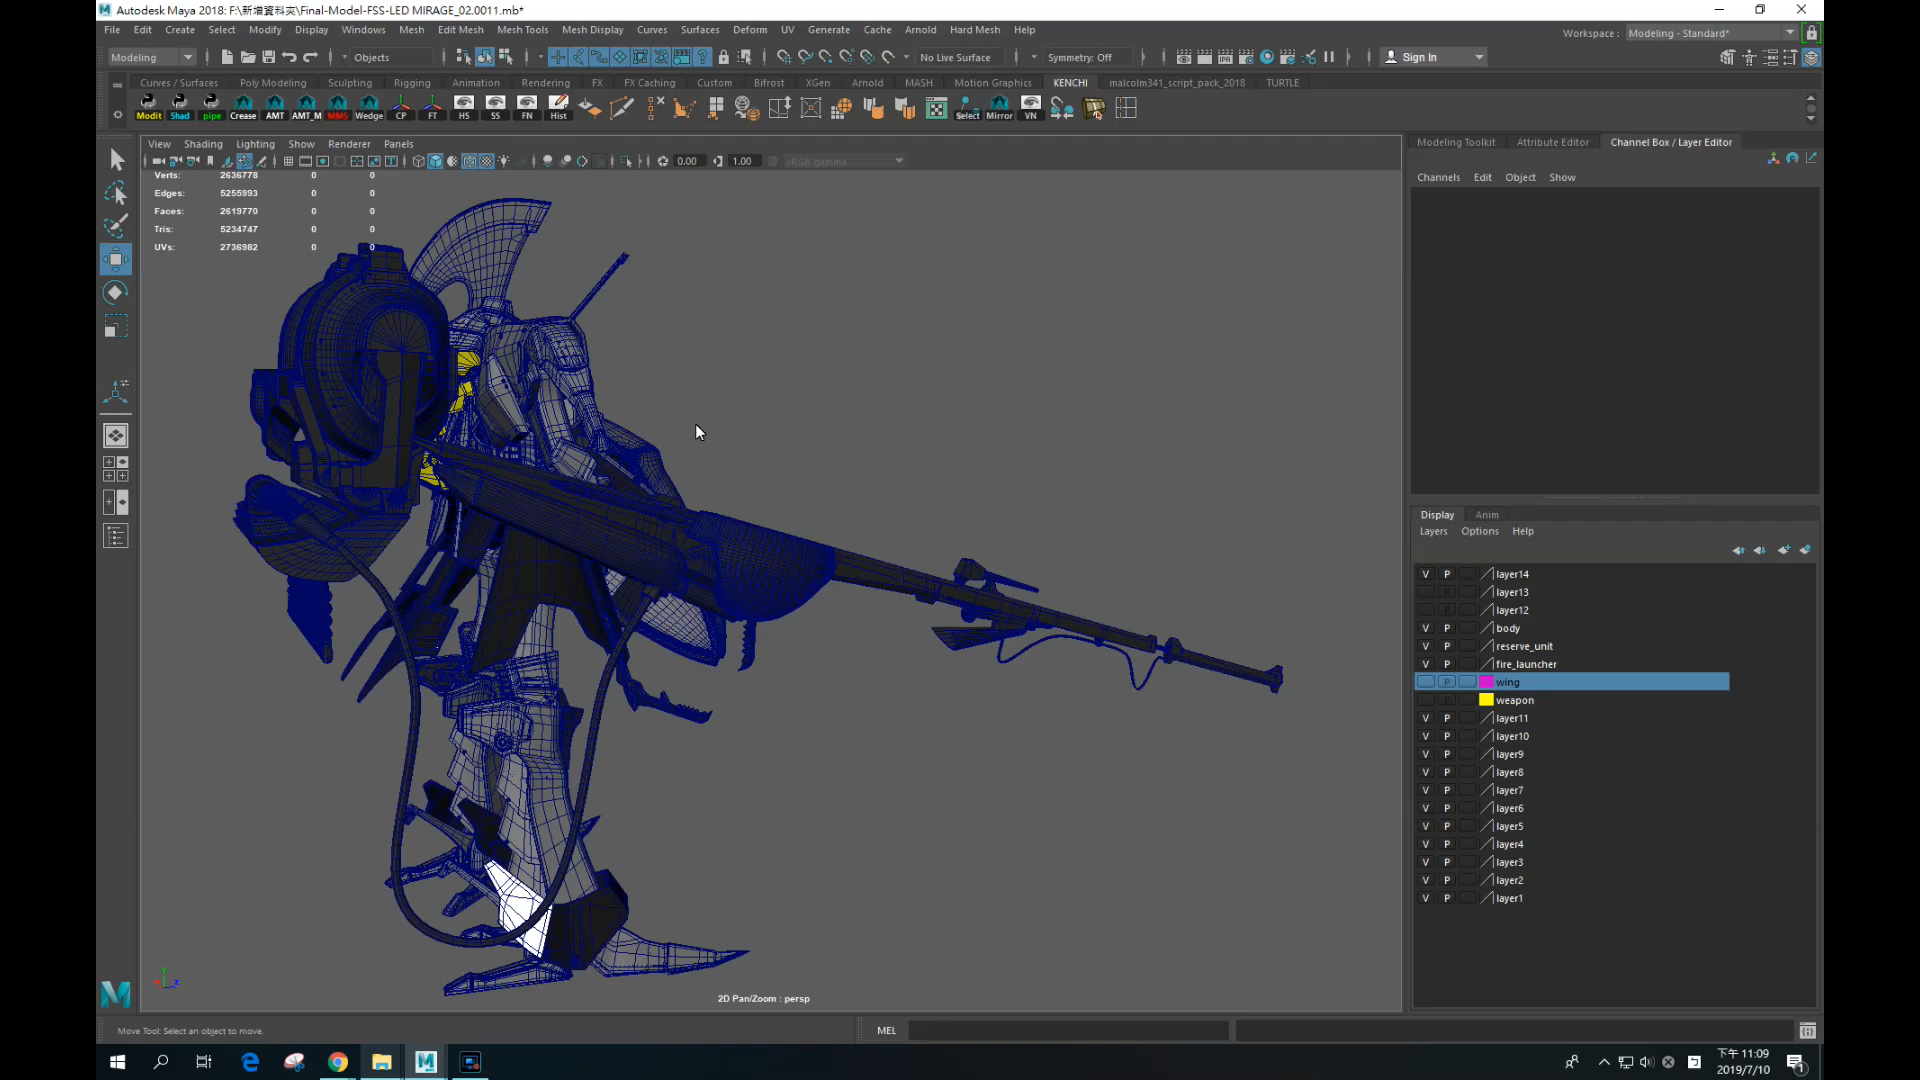 Autodesk Maya 2018: F:\新增資料夾\Final-Model-FSS-LED MIRAGE_02.0011.mb*
File Edit Create Select Modify Display Windows Mesh Edit Mesh Mesh Tools Mesh Display Curves Surfaces Deform UV Generate Cache Arnold Hard Mesh Help
Workspace : Modeling - Standard*
Modeling Objects No Live Surface Symmetry: Off Sign In
Curves / Surfaces Poly Modeling Sculpting Rigging Animation Rendering FX FX Caching Custom Bifrost XGen Arnold MASH Motion Graphics KENCHI malcolm341_script_pack_2018 TURTLE
Modit Shad pipe Crease AMT AMT_M MMS Wedge CP FT HS SS FN Hist Select Mirror VN
View Shading Lighting Show Renderer Panels
0.00 1.00 sRGB gamma
Verts: 2636778 0 0
Edges: 5255993 0 0
Faces: 2619770 0 0
Tris: 5234747 0 0
UVs: 2736982 0 0
2D Pan/Zoom : persp
Modeling Toolkit Attribute Editor Channel Box / Layer Editor
Channels Edit Object Show
Display Anim
Layers Options Help
V P layer14
layer13
layer12
V P body
V P reserve_unit
V P fire_launcher
P wing
weapon
V P layer11
V P layer10
V P layer9
V P layer8
V P layer7
V P layer6
V P layer5
V P layer4
V P layer3
V P layer2
V P layer1
Move Tool: Select an object to move.
MEL
下午 11:09
2019/7/10